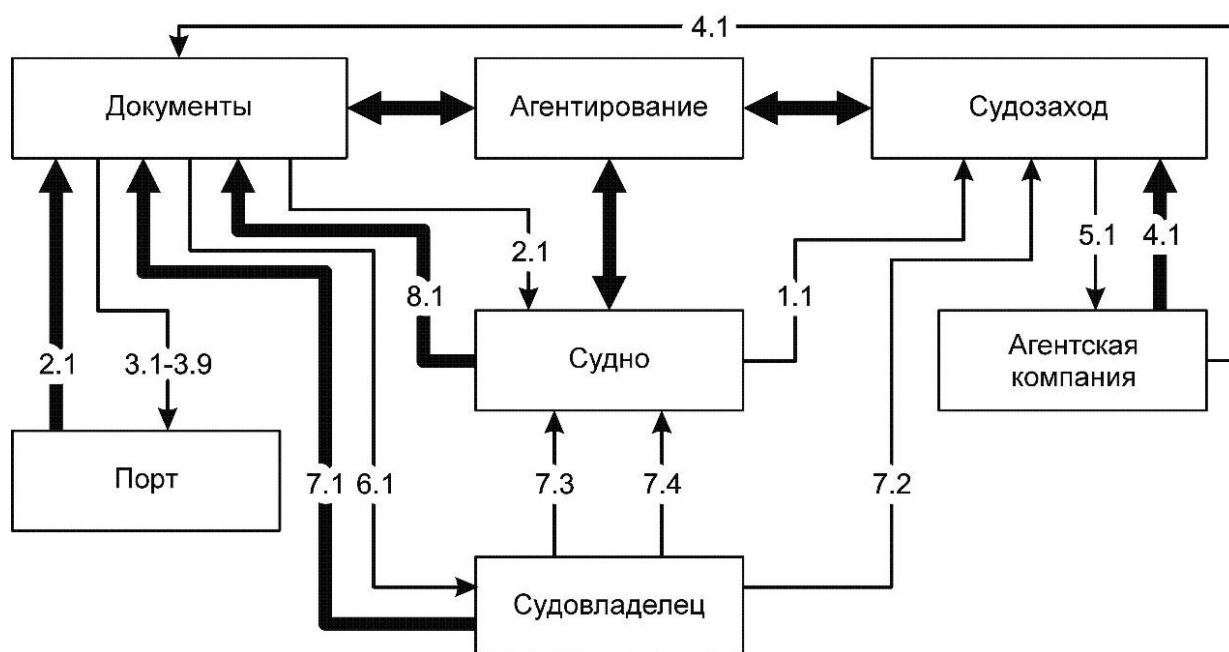 4.1
Документы
Агентирование
Судозаход
2.1
5.1
4.1
8.1
1.1
2.1
3.1-3.9
Судно
Агентская
компания
Порт
7.1
6.1
7.3
7.4
7.2
Судовладелец